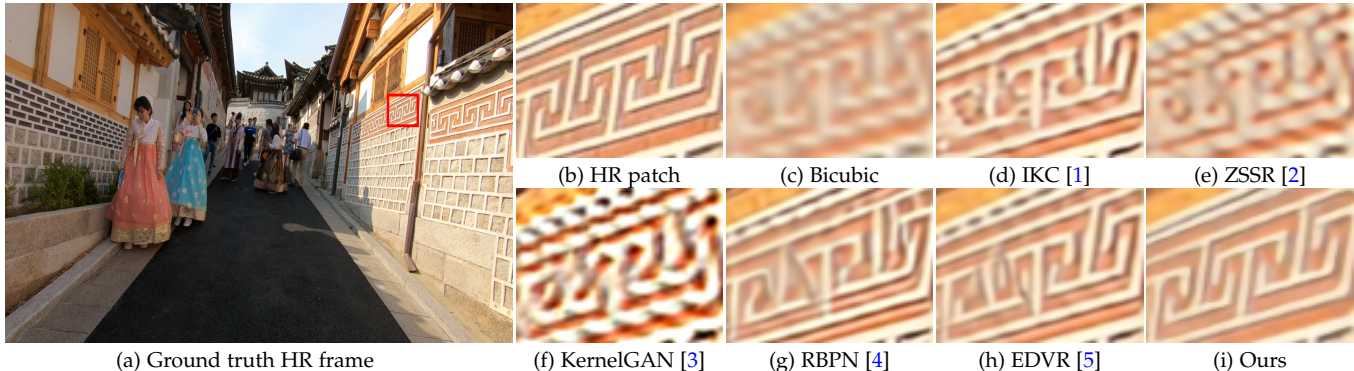 (b) HR patch
(c) Bicubic
(d) IKC [1]
(e) ZSSR [2]
(a) Ground truth HR frame
(f) KernelGAN [3]
(g) RBPN [4]
(h) EDVR [5]
(i) Ours